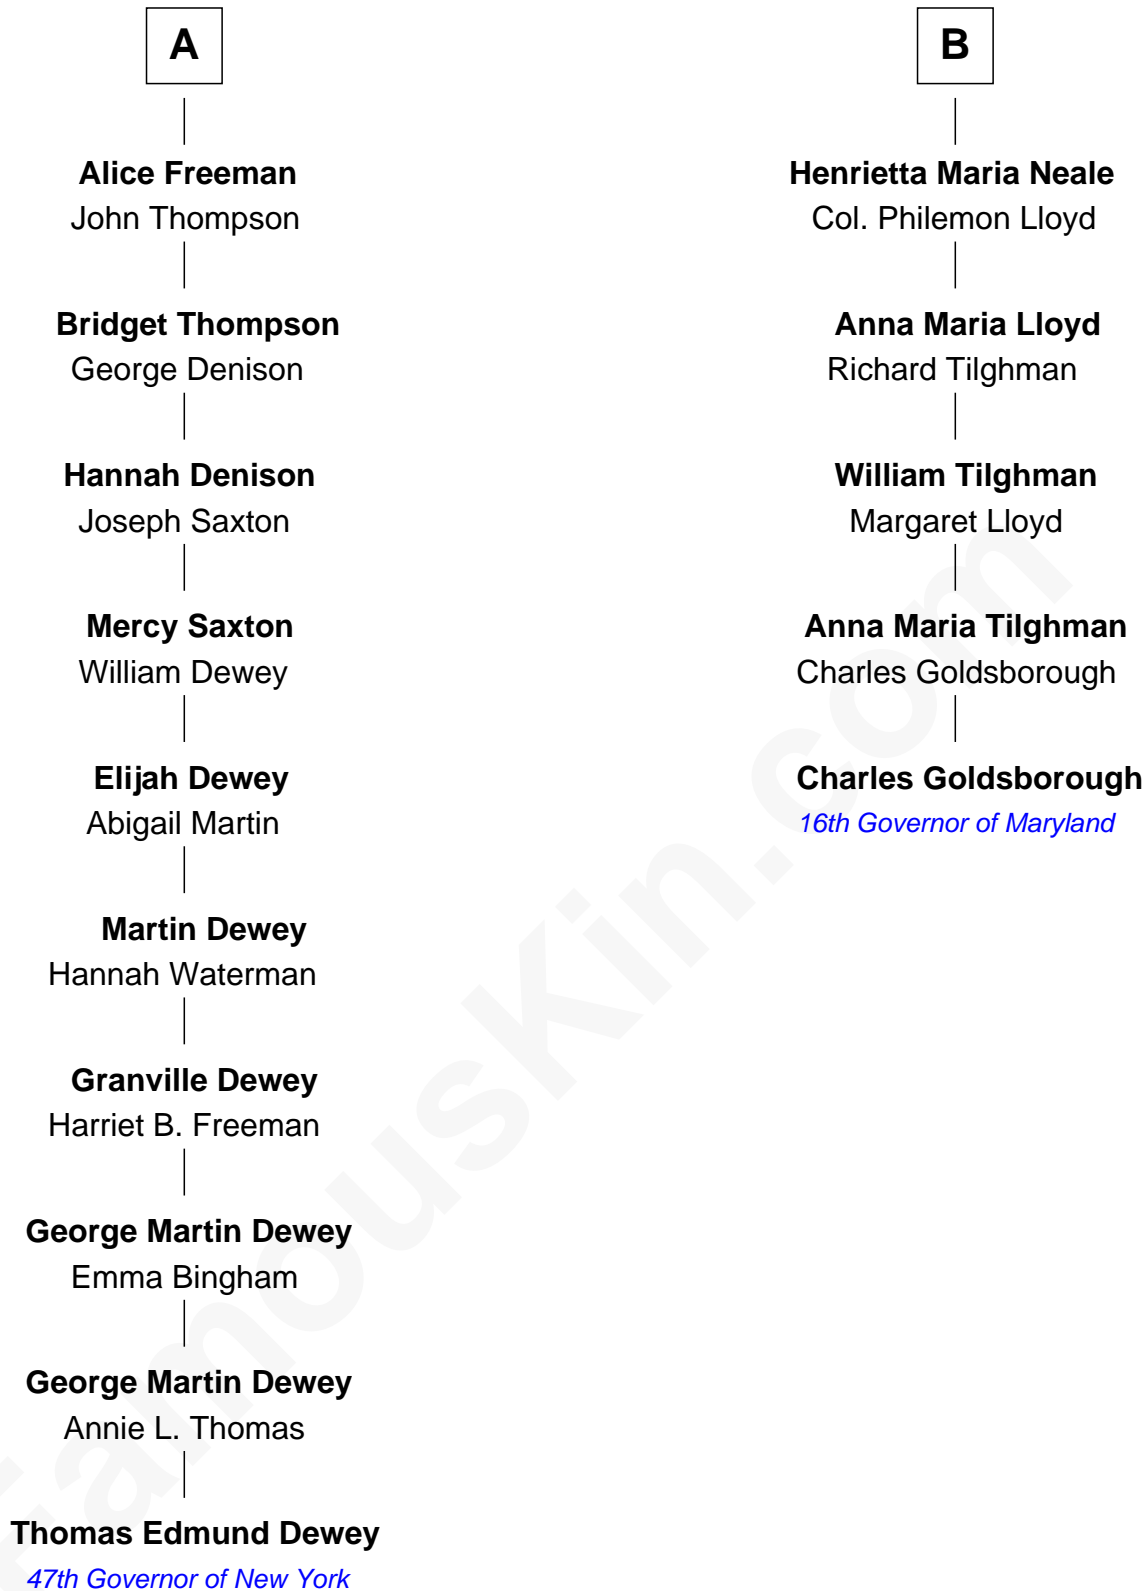 A
Alice Freeman
John Thompson
Bridget Thompson
George Denison
Hannah Denison
Joseph Saxton
Mercy Saxton
William Dewey
Elijah Dewey
Abigail Martin
Martin Dewey
Hannah Waterman
Granville Dewey
Harriet B. Freeman
George Martin Dewey
Emma Bingham
George Martin Dewey
Annie L. Thomas
Thomas Edmund Dewey
47th Governor of New York
B
Henrietta Maria Neale
Col. Philemon Lloyd
Anna Maria Lloyd
Richard Tilghman
William Tilghman
Margaret Lloyd
Anna Maria Tilghman
Charles Goldsborough
Charles Goldsborough
16th Governor of Maryland
FamousKin.com